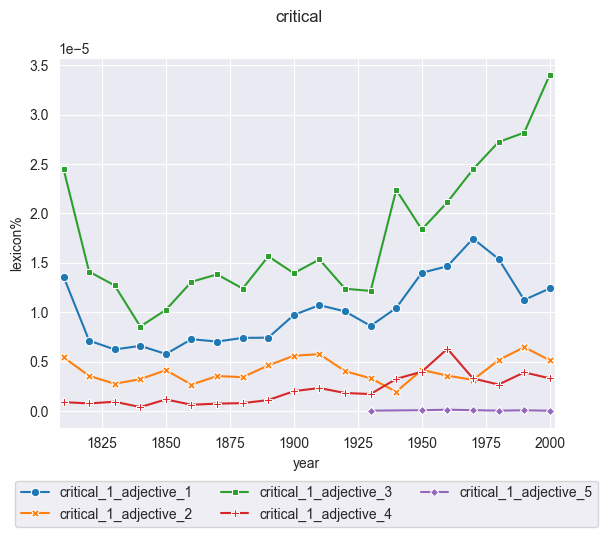 critical
1e−5
3.5
3.0
2.5
2.0
1.5
1.0
0.5
0.0
lexicon%
1825 1850 1875 1900 1925 1950 1975 2000
year
critical_1_adjective_1 critical_1_adjective_3 critical_1_adjective_5
critical_1_adjective_2 critical_1_adjective_4